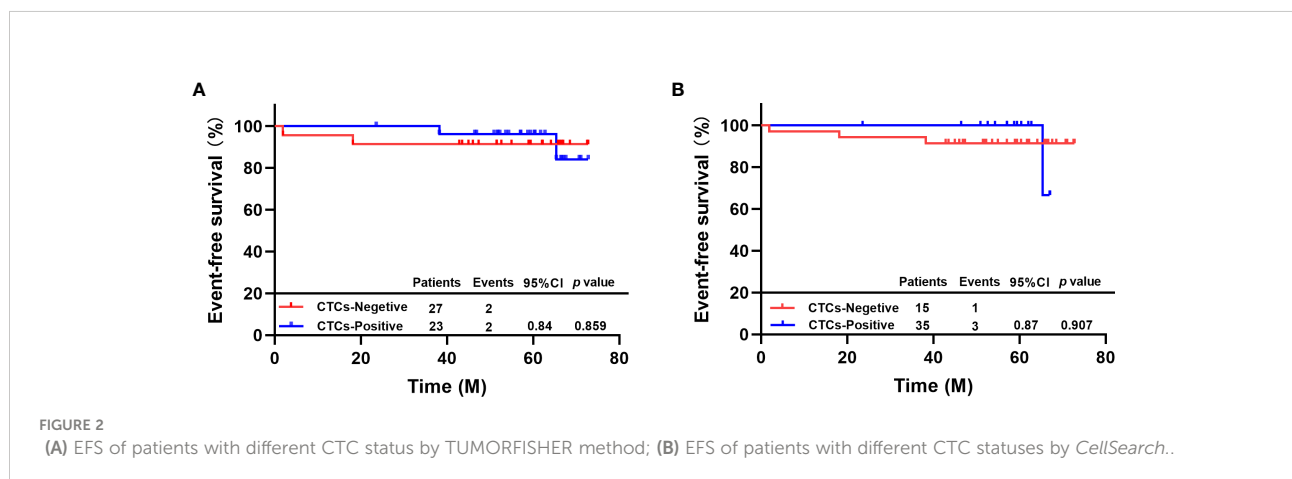 A
Event-free survival (%)
100
80
60
40
20
0
Patients Events 95%CI p value
CTCs-Negetive 27 2
CTCs-Positive 23 2 0.84 0.859
0 20 40 60 80
Time (M)
B
Event-free survival (%)
100
80
60
40
20
0
Patients Events 95%CI p value
CTCs-Negetive 15 1
CTCs-Positive 35 3 0.87 0.907
0 20 40 60 80
Time (M)
FIGURE 2
(A) EFS of patients with different CTC status by TUMORFISHER method; (B) EFS of patients with different CTC statuses by CellSearch..